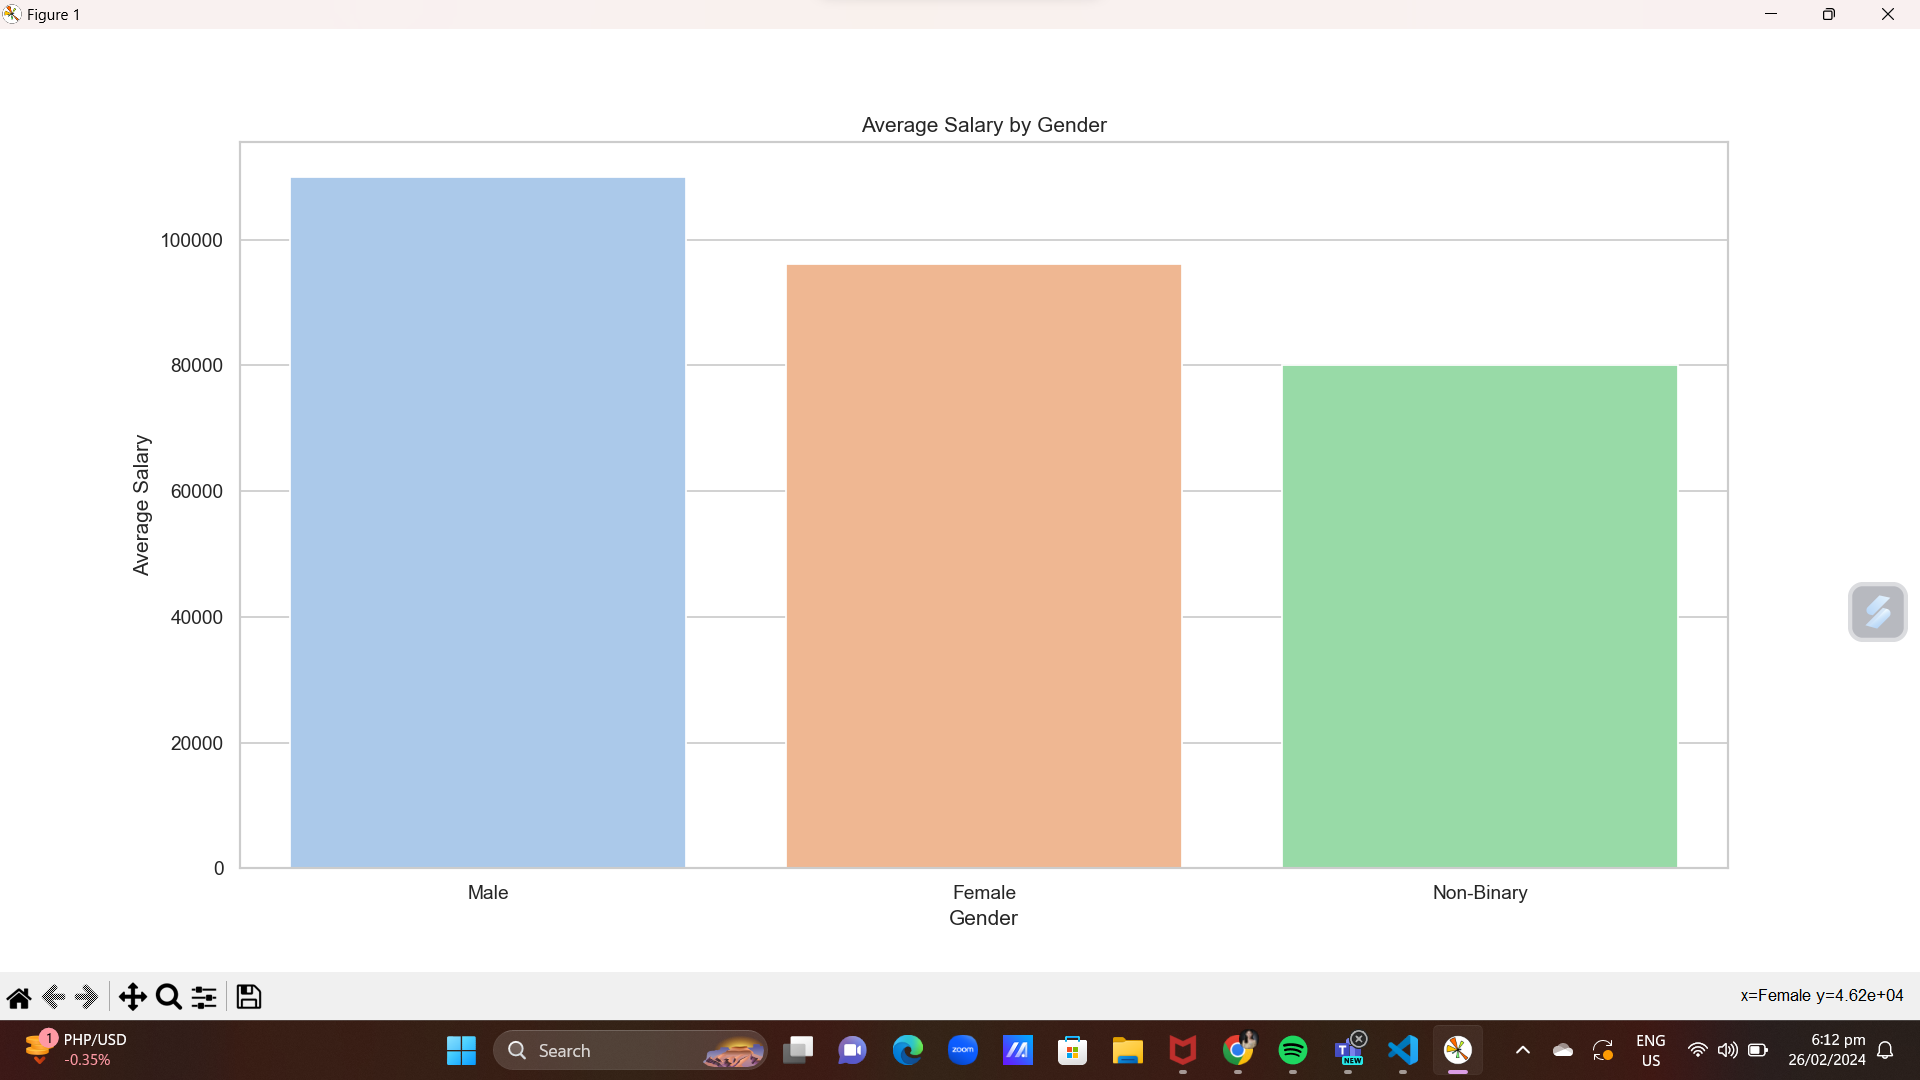 Figure 1
Average Salary by Gender
Average Salary
100000
80000
60000
40000
20000
0
Male
Female
Non-Binary
Gender
x=Female y=4.62e+04
1
PHP/USD
-0.35%
Search
zoom
NEW
ENG
US
6:12 pm
26/02/2024